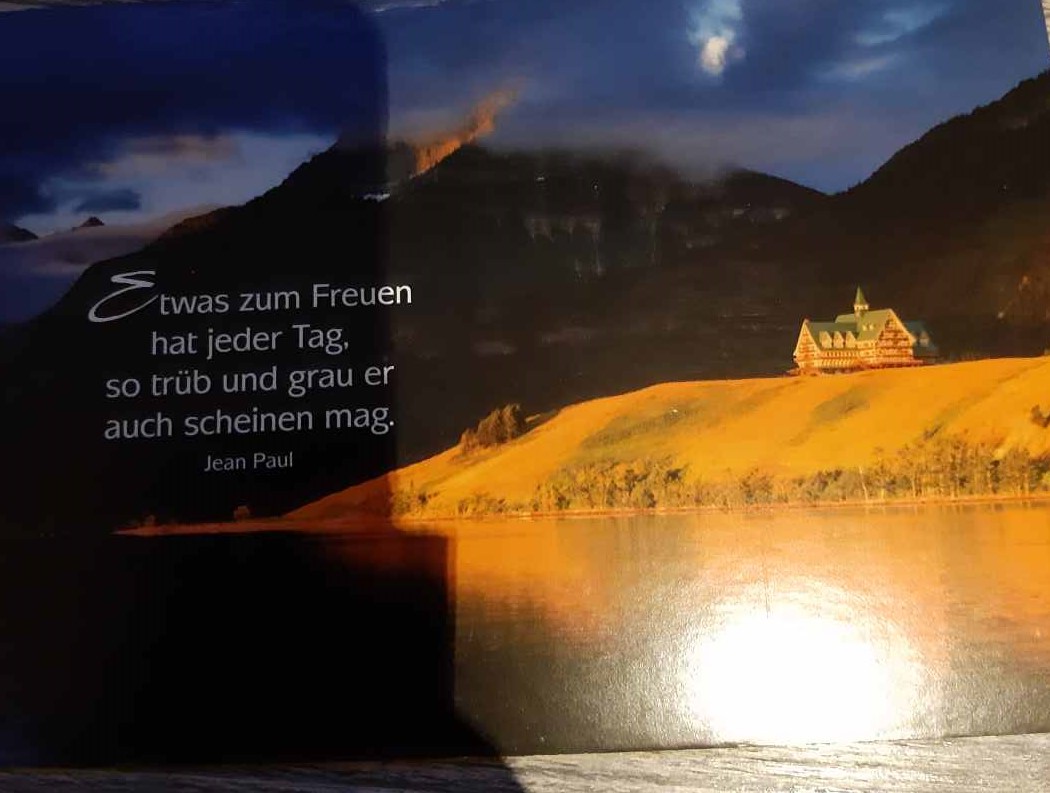 Etwas zum Freuen
hat jeder Tag,
so trüb und grau er
auch scheinen mag.
Jean Paul